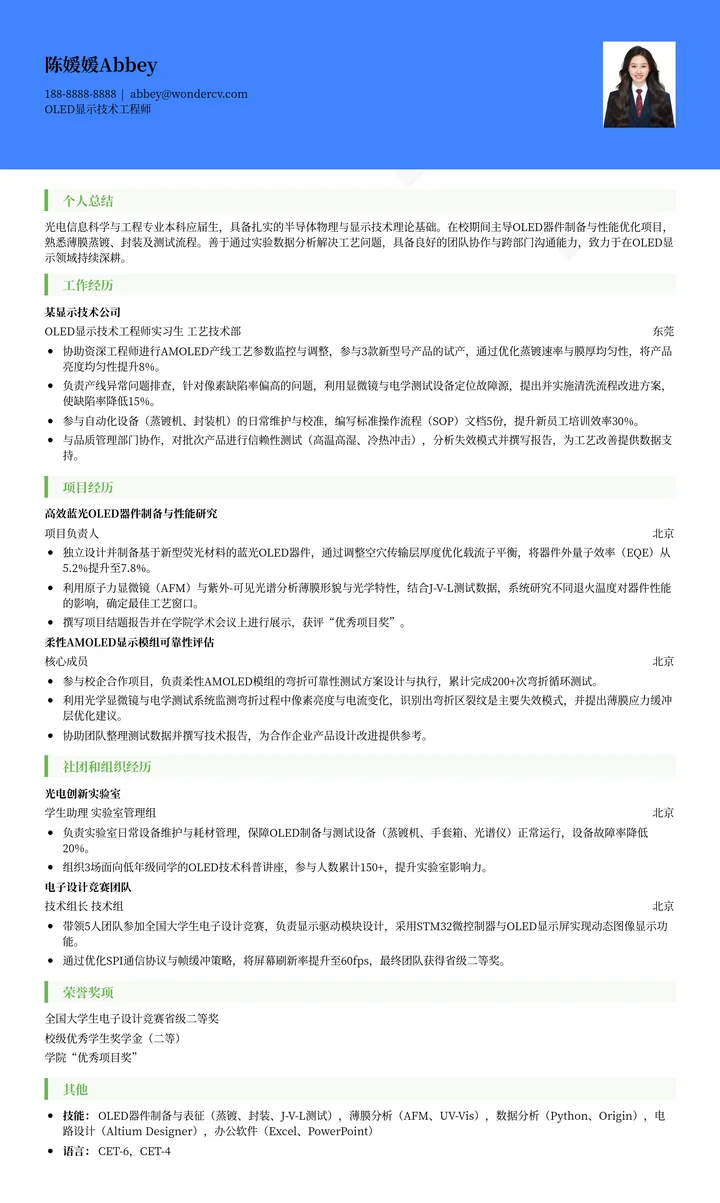 陈媛媛Abbey
188-8888-8888 | abbey@wondercv.com
OLED显示技术工程师
个人总结
光电信息科学与工程专业本科应届生，具备扎实的半导体物理与显示技术理论基础。在校期间主导OLED器件制备与性能优化项目，
熟悉薄膜蒸镀、封装及测试流程。善于通过实验数据分析解决工艺问题，具备良好的团队协作与跨部门沟通能力，致力于在OLED显
示领域持续深耕。
工作经历
某显示技术公司
OLED显示技术工程师实习生 工艺技术部 东莞
• 协助资深工程师进行AMOLED产线工艺参数监控与调整，参与3款新型号产品的试产，通过优化蒸镀速率与膜厚均匀性，将产品
亮度均匀性提升8%。
• 负责产线异常问题排查，针对像素缺陷率偏高的问题，利用显微镜与电学测试设备定位故障源，提出并实施清洗流程改进方案，
使缺陷率降低15%。
• 参与自动化设备（蒸镀机、封装机）的日常维护与校准，编写标准操作流程（SOP）文档5份，提升新员工培训效率30%。
• 与品质管理部门协作，对批次产品进行信赖性测试（高温高湿、冷热冲击），分析失效模式并撰写报告，为工艺改善提供数据支
持。
项目经历
高效蓝光OLED器件制备与性能研究
项目负责人 北京
• 独立设计并制备基于新型荧光材料的蓝光OLED器件，通过调整空穴传输层厚度优化载流子平衡，将器件外量子效率（EQE）从
5.2%提升至7.8%。
• 利用原子力显微镜（AFM）与紫外-可见光谱分析薄膜形貌与光学特性，结合J-V-L测试数据，系统研究不同退火温度对器件性能
的影响，确定最佳工艺窗口。
• 撰写项目结题报告并在学院学术会议上进行展示，获评“优秀项目奖”。
柔性AMOLED显示模组可靠性评估
核心成员 北京
• 参与校企合作项目，负责柔性AMOLED模组的弯折可靠性测试方案设计与执行，累计完成200+次弯折循环测试。
• 利用光学显微镜与电学测试系统监测弯折过程中像素亮度与电流变化，识别出弯折区裂纹是主要失效模式，并提出薄膜应力缓冲
层优化建议。
• 协助团队整理测试数据并撰写技术报告，为合作企业产品设计改进提供参考。
社团和组织经历
光电创新实验室
学生助理 实验室管理组 北京
• 负责实验室日常设备维护与耗材管理，保障OLED制备与测试设备（蒸镀机、手套箱、光谱仪）正常运行，设备故障率降低
20%。
• 组织3场面向低年级同学的OLED技术科普讲座，参与人数累计150+，提升实验室影响力。
电子设计竞赛团队
技术组长 技术组 北京
• 带领5人团队参加全国大学生电子设计竞赛，负责显示驱动模块设计，采用STM32微控制器与OLED显示屏实现动态图像显示功
能。
• 通过优化SPI通信协议与帧缓冲策略，将屏幕刷新率提升至60fps，最终团队获得省级二等奖。
荣誉奖项
全国大学生电子设计竞赛省级二等奖
校级优秀学生奖学金（二等）
学院“优秀项目奖”
其他
• 技能： OLED器件制备与表征（蒸镀、封装、J-V-L测试），薄膜分析（AFM、UV-Vis），数据分析（Python、Origin），电
路设计（Altium Designer），办公软件（Excel、PowerPoint）
• 语言： CET-6，CET-4